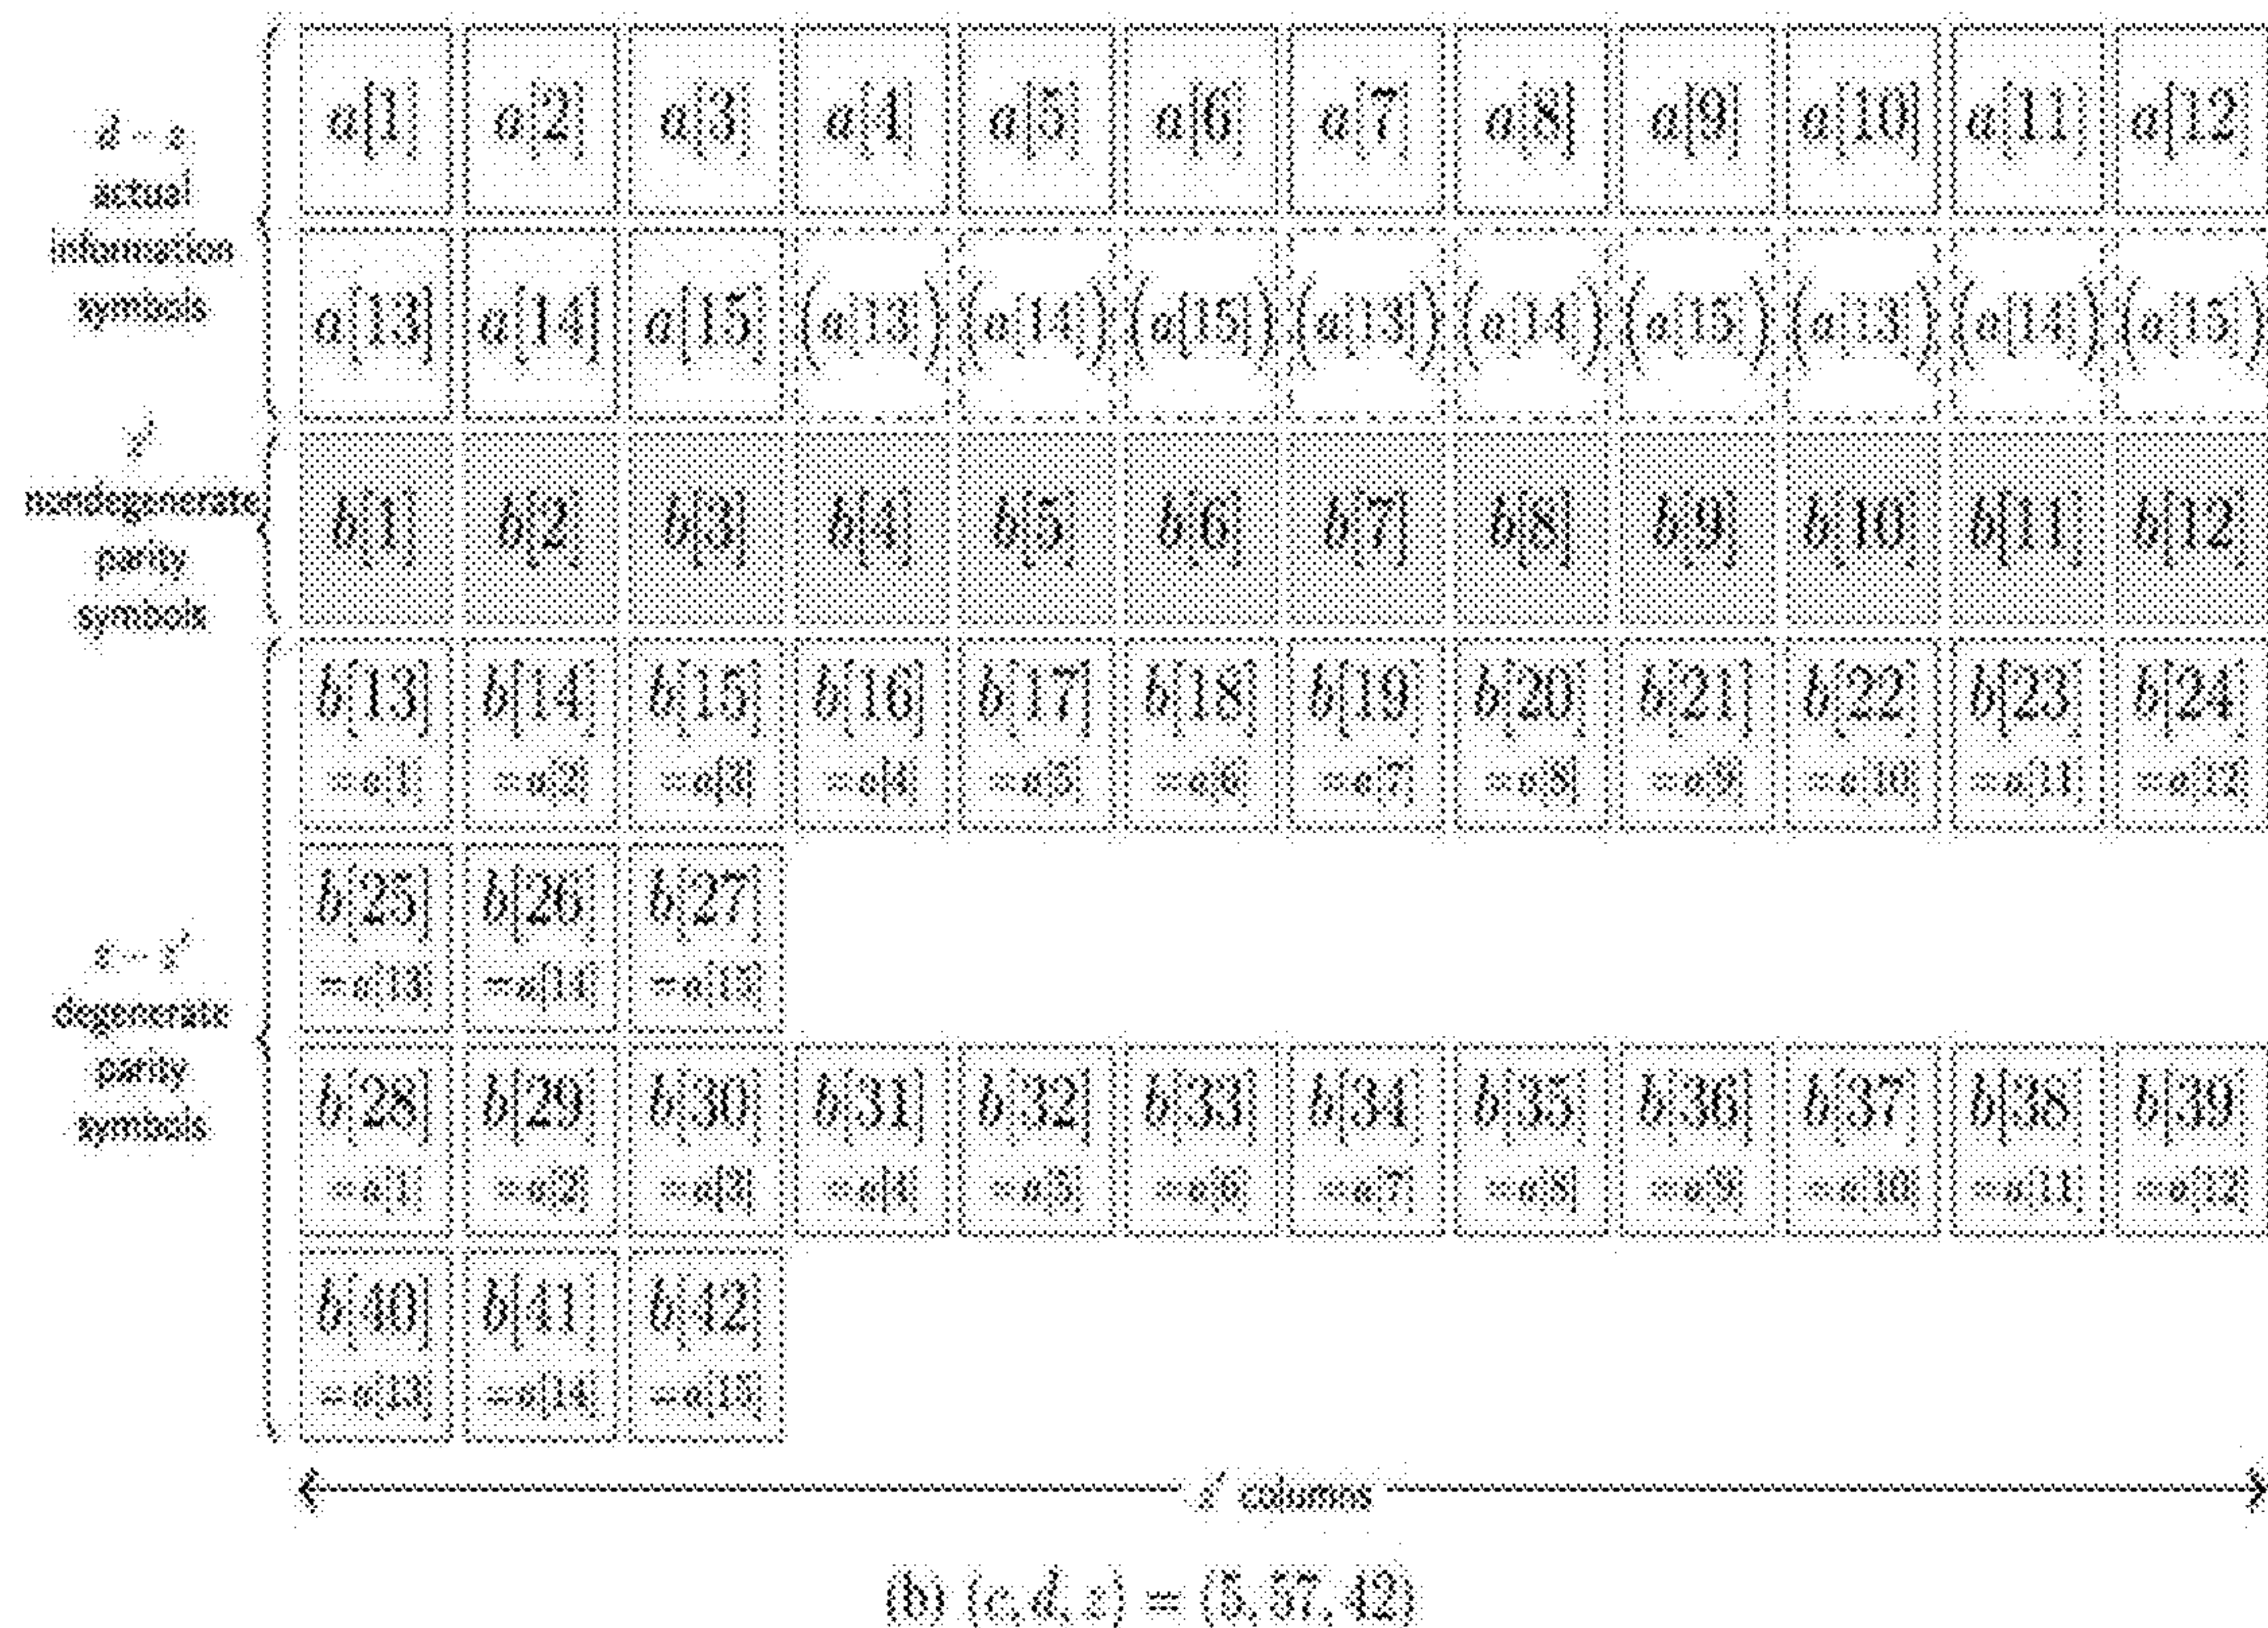 d − z
actual
information
symbols
a[1] a[2] a[3] a[4] a[5] a[6] a[7] a[8] a[9] a[10] a[11] a[12]
a[13] a[14] a[15] (a[13]) (a[14]) (a[15]) (a[13]) (a[14]) (a[15]) (a[13]) (a[14]) (a[15])
z′
nondegenerate
parity
symbols
b[1] b[2] b[3] b[4] b[5] b[6] b[7] b[8] b[9] b[10] b[11] b[12]
z − z′
degenerate
parity
symbols
b[13] b[14] b[15] b[16] b[17] b[18] b[19] b[20] b[21] b[22] b[23] b[24]
=a[1] =a[2] =a[3] =a[4] =a[5] =a[6] =a[7] =a[8] =a[9] =a[10] =a[11] =a[12]
b[25] b[26] b[27]
=a[13] =a[14] =a[15]
b[28] b[29] b[30] b[31] b[32] b[33] b[34] b[35] b[36] b[37] b[38] b[39]
=a[1] =a[2] =a[3] =a[4] =a[5] =a[6] =a[7] =a[8] =a[9] =a[10] =a[11] =a[12]
b[40] b[41] b[42]
=a[13] =a[14] =a[15]
z′ columns
(b) (c, d, z) = (5, 57, 42)